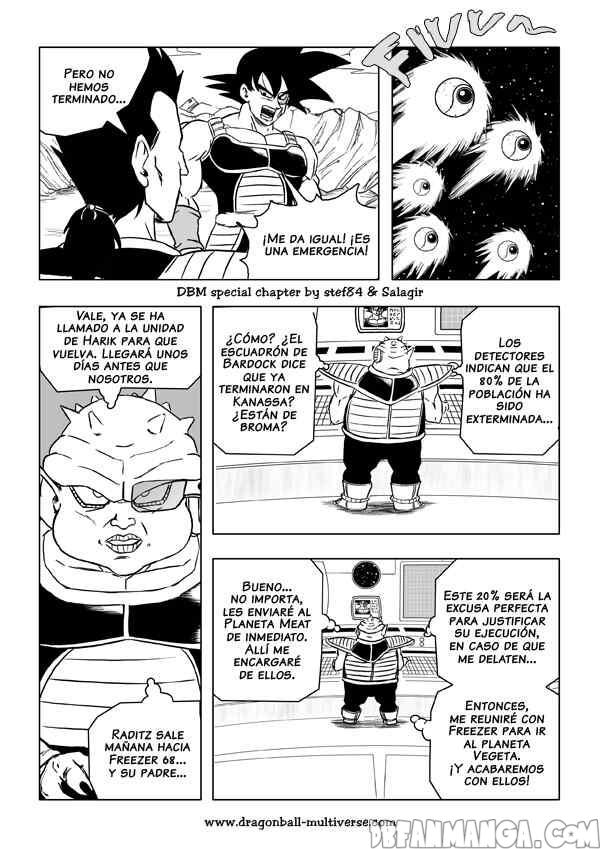 FIUUU~
PERO NO
HEMOS
TERMINADO...
¡ME DA IGUAL! ¡ES
UNA EMERGENCIA!
DBM special chapter by stef84 & Salagir
VALE, YA SE HA
LLAMADO A LA UNIDAD
DE HARIK PARA QUE
VUELVA. LLEGARÁ UNOS
DÍAS ANTES QUE
NOSOTROS.
RADITZ SALE
MAÑANA HACIA
FREEZER 68...
Y SU PADRE...
¿CÓMO? ¿EL
ESCUADRÓN DE
BARDOCK DICE
QUE YA
TERMINARON EN
KANASSA?
¿ESTÁN DE
BROMA?
LOS
DETECTORES
INDICAN QUE EL
80% DE LA
POBLACIÓN HA
SIDO
EXTERMINADA...
BUENO...
NO IMPORTA,
LES ENVIARÉ AL
PLANETA MEAT
DE INMEDIATO.
ALLÍ ME
ENCARGARÉ
DE ELLOS.
ESTE 20% SERÁ LA
EXCUSA PERFECTA
PARA JUSTIFICAR
SU EJECUCIÓN,
EN CASO DE QUE
ME DELATEN...
ENTONCES,
ME REUNIRÉ CON
FREEZER PARA IR
AL PLANETA
VEGETA.
¡Y ACABAREMOS
CON ELLOS!
www.dragonball-multiverse.com
DBFANMANGA.COM